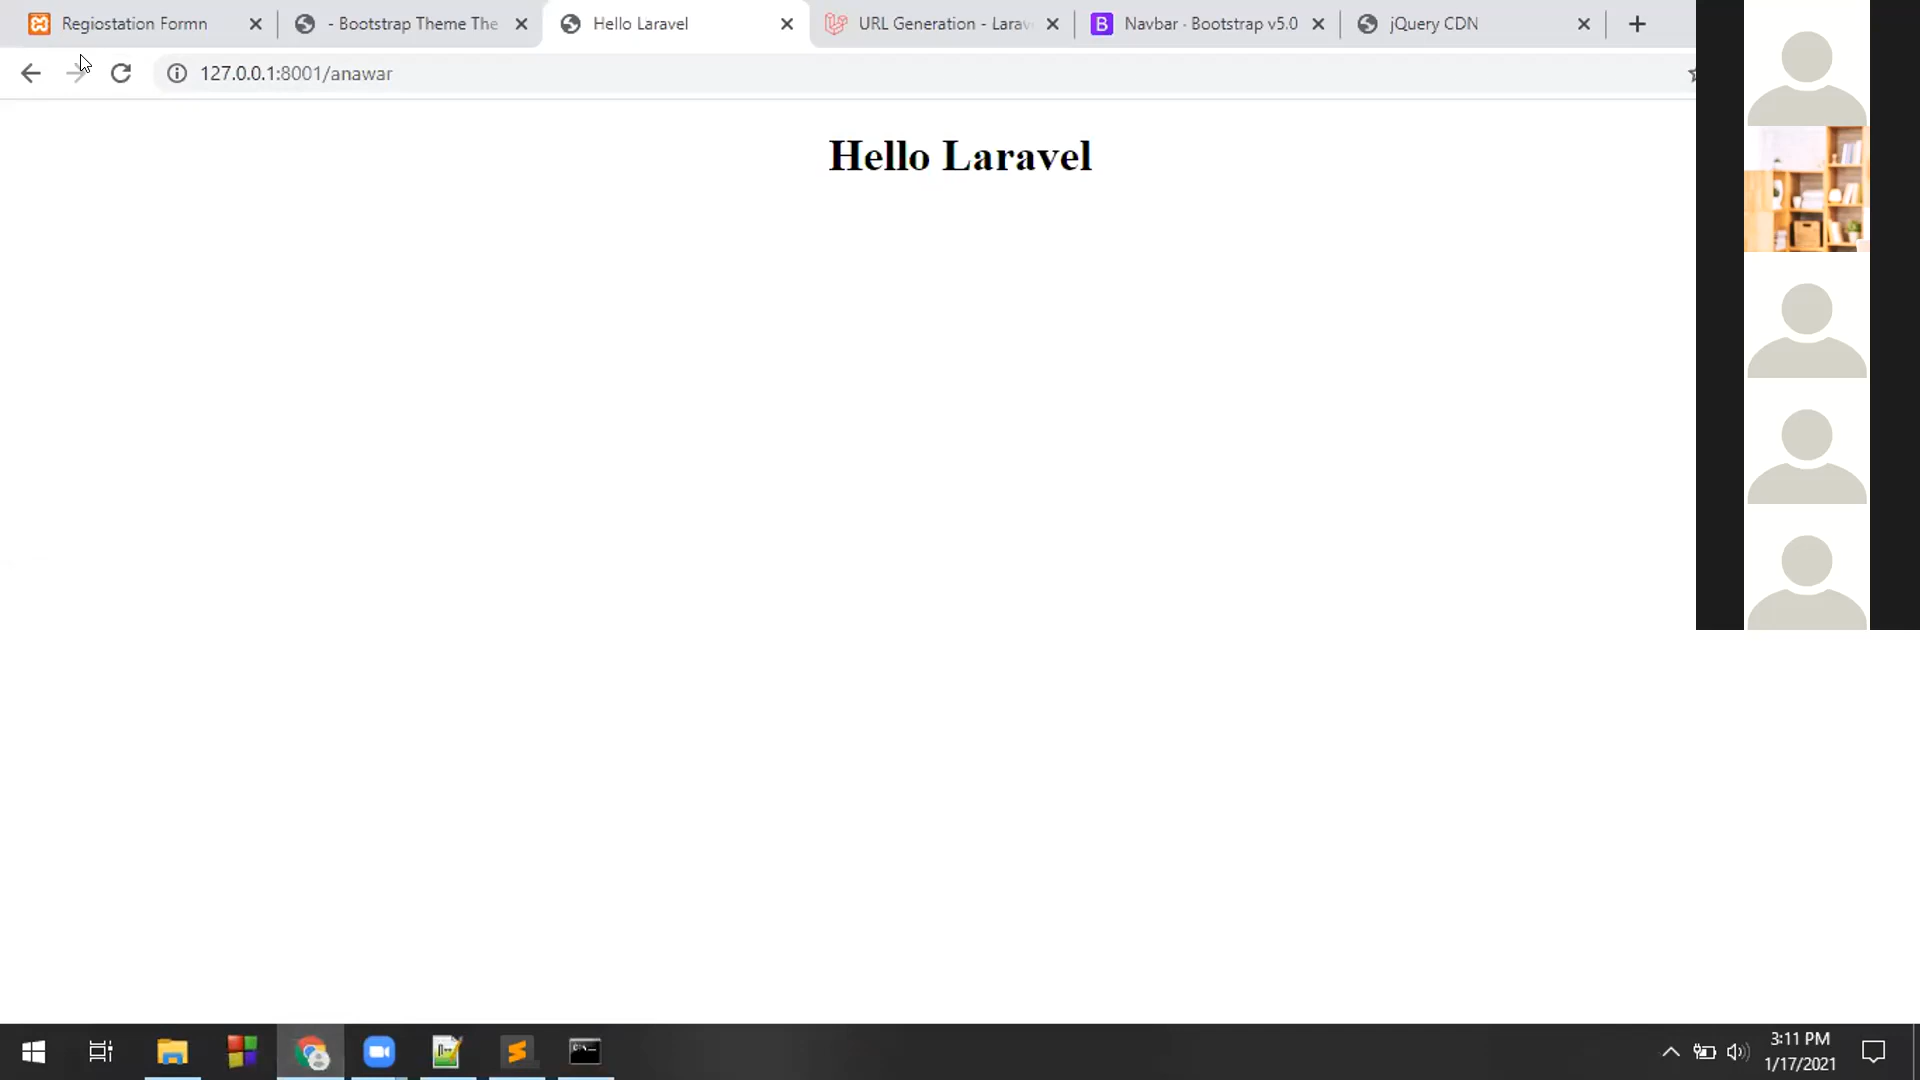 Regiostation Formn
- Bootstrap Theme The
Hello Laravel
URL Generation - Larav
Navbar · Bootstrap v5.0
jQuery CDN
127.0.0.1:8001/anawar
Hello Laravel
3:11 PM
1/17/2021